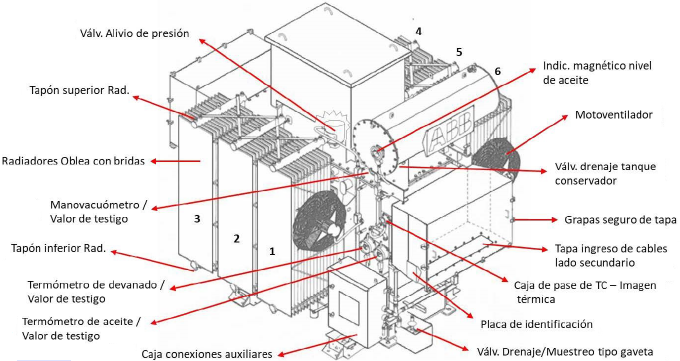 Válv. Alivio de presión
4
5
6
Indic. magnético nivel
de aceite
Tapón superior Rad.
Motoventilador
ABB
Radiadores Oblea con bridas
Válv. drenaje tanque
conservador
Manovacuómetro /
Valor de testigo
3
2
1
Grapas seguro de tapa
Tapón inferior Rad.
Tapa ingreso de cables
lado secundario
Termómetro de devanado /
Valor de testigo
Caja de pase de TC – Imagen
térmica
Termómetro de aceite /
Valor de testigo
Placa de identificación
Caja conexiones auxiliares
Válv. Drenaje/Muestreo tipo gaveta